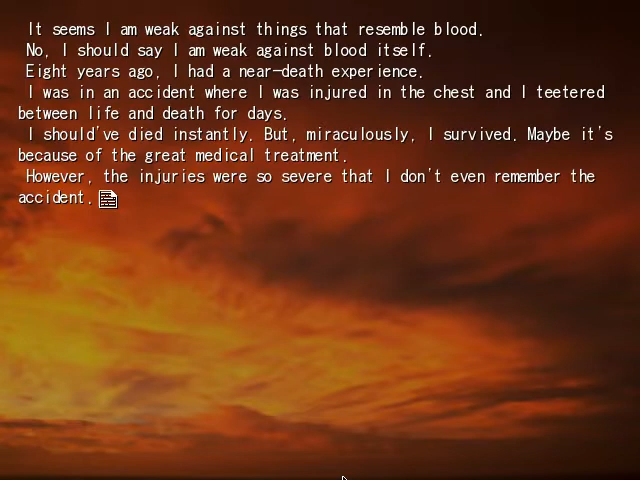 It seems I am weak against things that resemble blood.
No, I should say I am weak against blood itself.
Eight years ago, I had a near-death experience.
I was in an accident where I was injured in the chest and I teetered
between life and death for days.
I should've died instantly. But, miraculously, I survived. Maybe it's
because of the great medical treatment.
However, the injuries were so severe that I don't even remember the
accident.